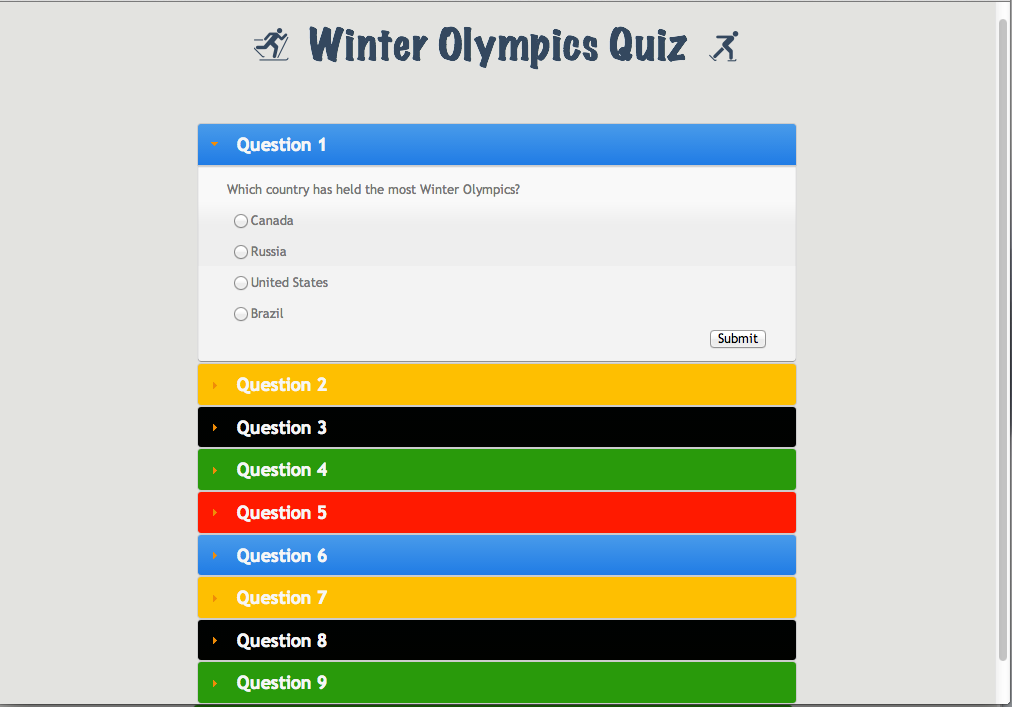 Winter Olympics Quiz
Question 1
Which country has held the most Winter Olympics?
Canada
Russia
United States
Brazil
Submit
Question 2
Question 3
Question 4
Question 5
Question 6
Question 7
Question 8
Question 9